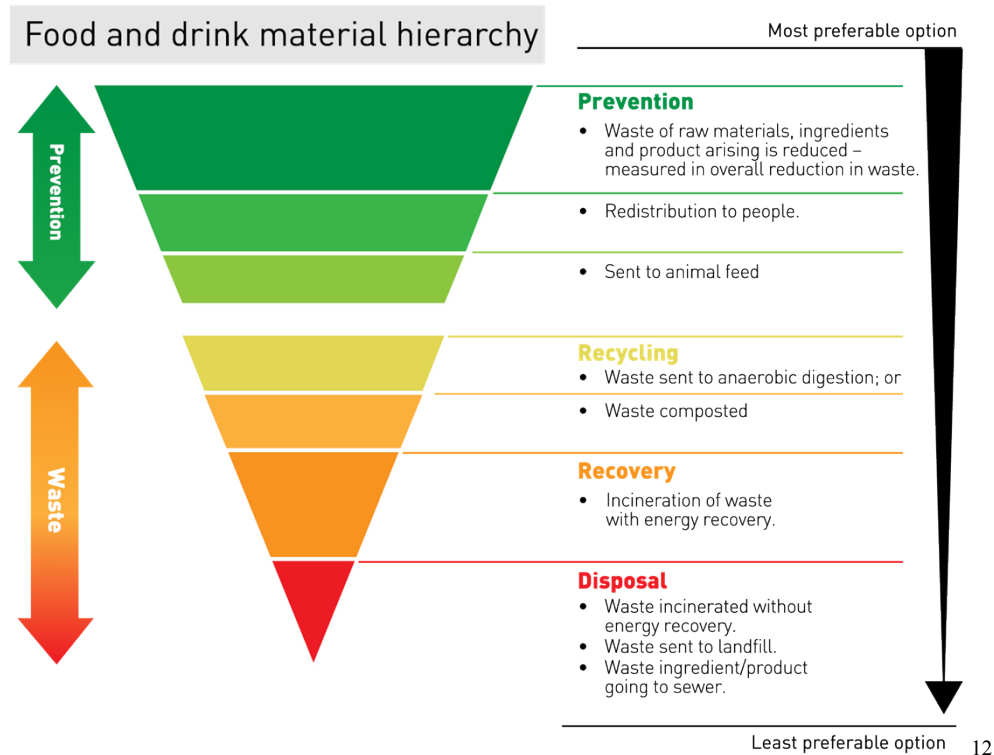 Food and drink material hierarchy
Most preferable option
Prevention
Prevention
• Waste of raw materials, ingredients
and product arising is reduced –
measured in overall reduction in waste.
• Redistribution to people.
• Sent to animal feed
Waste
Recycling
• Waste sent to anaerobic digestion; or
• Waste composted
Recovery
• Incineration of waste
with energy recovery.
Disposal
• Waste incinerated without
energy recovery.
• Waste sent to landfill.
• Waste ingredient/product
going to sewer.
Least preferable option
12